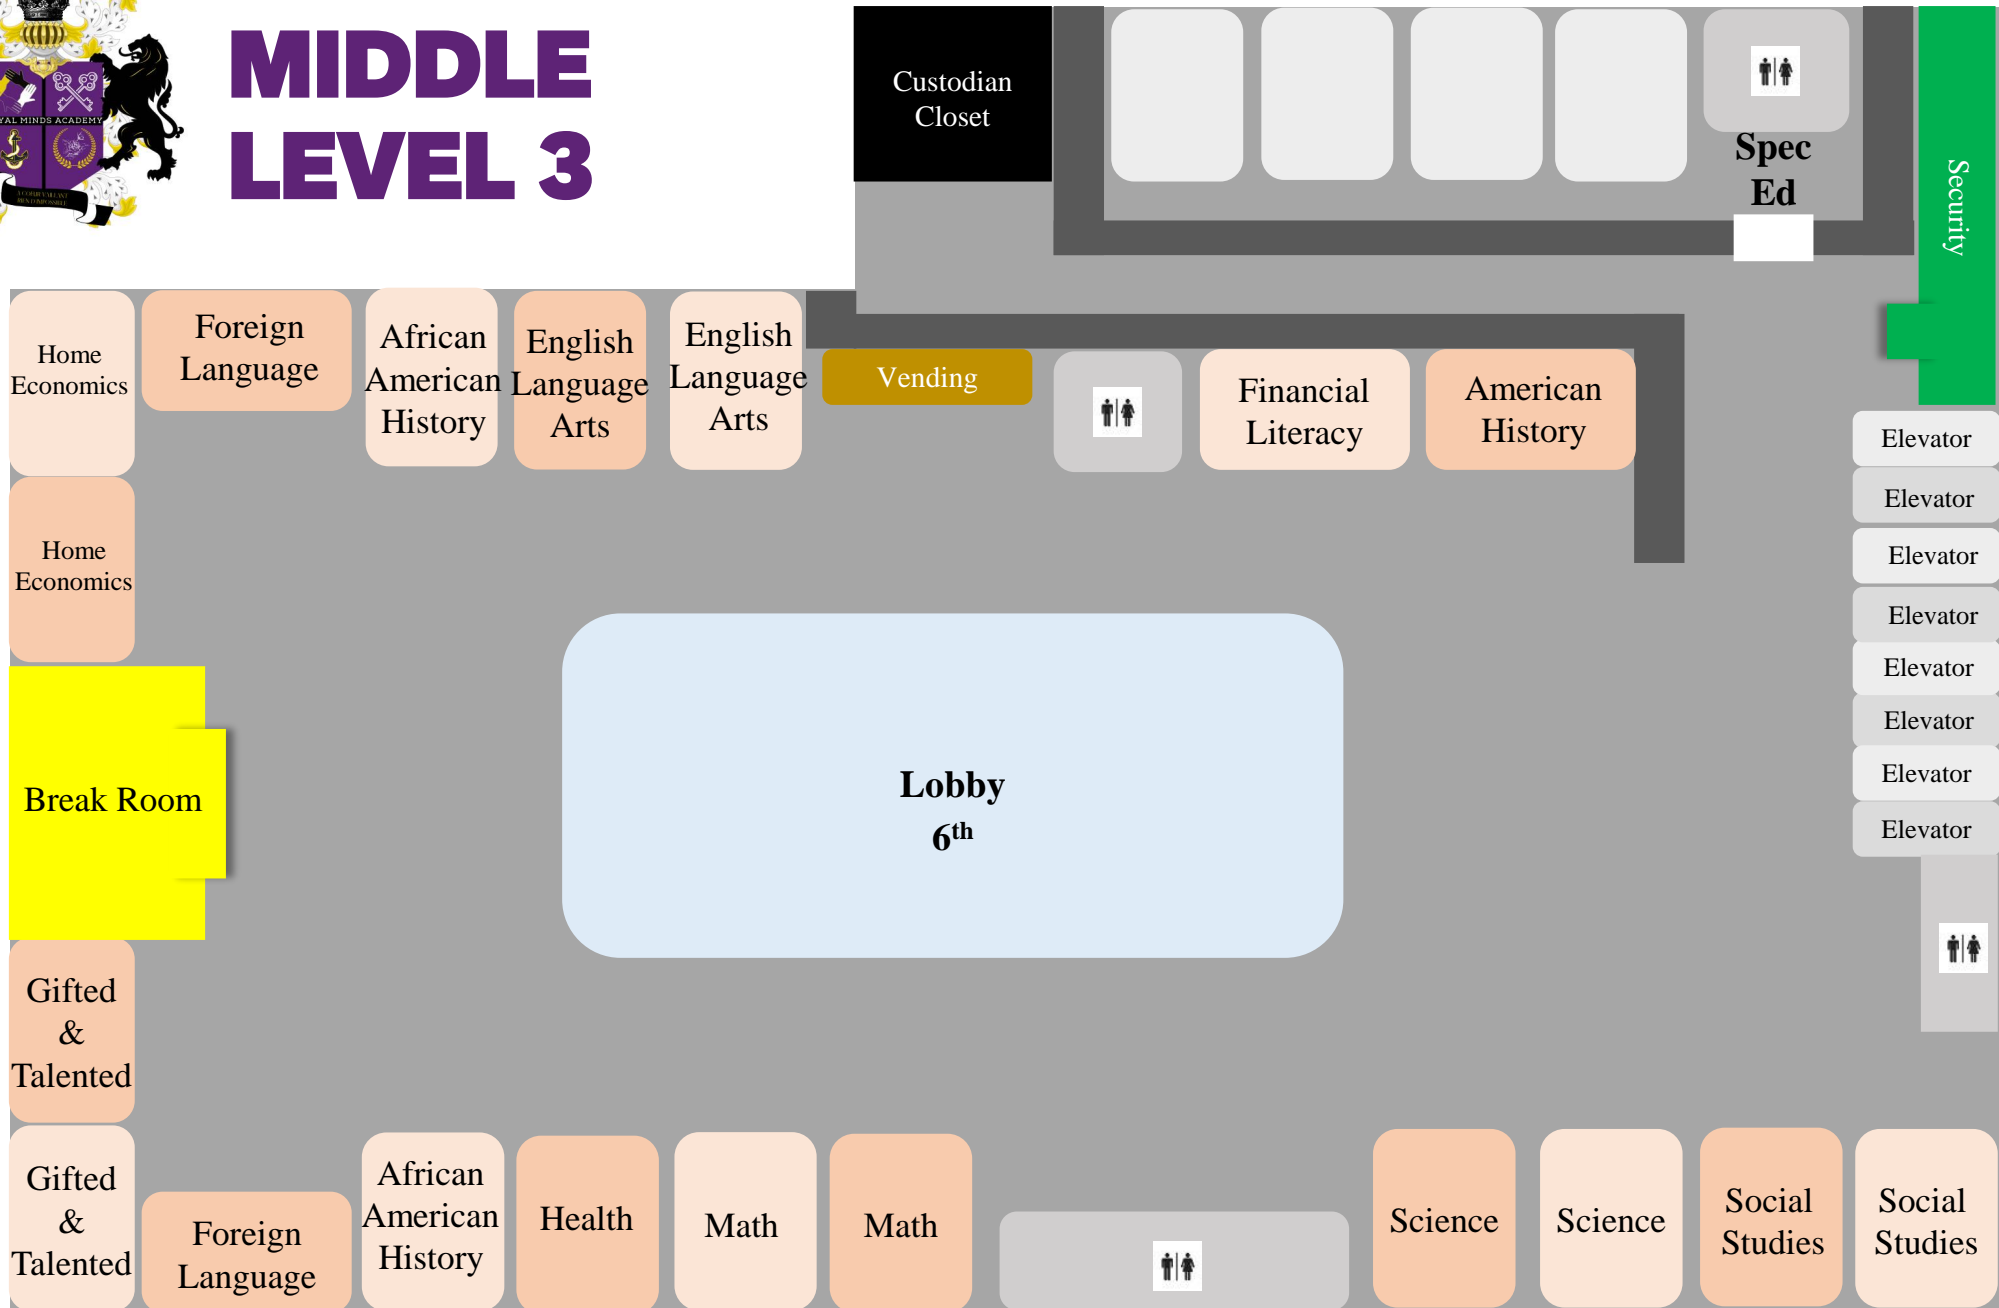 MIDDLE
LEVEL 3
YAL MINDS ACADEMY
Custodian
Closet
Spec
Ed
Security
Home
Economics
Foreign
Language
African
American
History
English
Language
Arts
English
Language
Arts
Vending
Financial
Literacy
American
History
Elevator
Elevator
Elevator
Elevator
Elevator
Elevator
Elevator
Elevator
Home
Economics
Break Room
Lobby
6th
Gifted
&
Talented
Gifted
&
Talented
Foreign
Language
African
American
History
Health
Math
Math
Science
Science
Social
Studies
Social
Studies